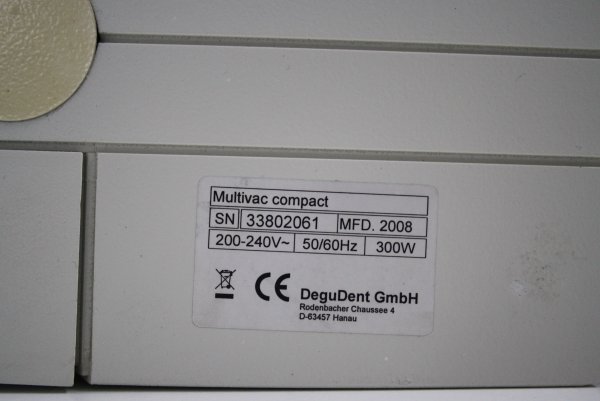 Multivac compact
SN 33802061 MFD. 2008
200-240V~ 50/60Hz 300W
CE DeguDent GmbH
Rodenbacher Chaussee 4
D-63457 Hanau